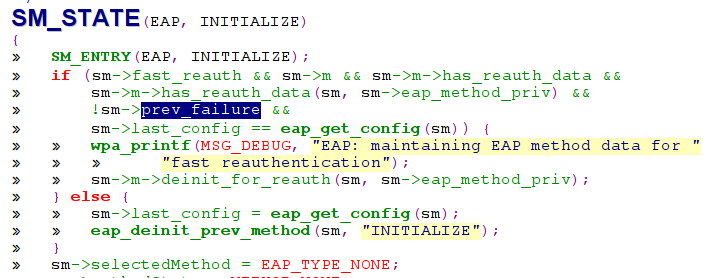 SM_STATE(EAP, INITIALIZE)
{
» SM_ENTRY(EAP, INITIALIZE);
» if (sm->fast_reauth && sm->m && sm->m->has_reauth_data &&
» » sm->m->has_reauth_data(sm, sm->eap_method_priv) &&
» » !sm->prev_failure &&
» » sm->last_config == eap_get_config(sm)) {
» » wpa_printf(MSG_DEBUG, "EAP: maintaining EAP method data for "
» » » "fast reauthentication");
» » sm->m->deinit_for_reauth(sm, sm->eap_method_priv);
» } else {
» » sm->last_config = eap_get_config(sm);
» » eap_deinit_prev_method(sm, "INITIALIZE");
» }
» sm->selectedMethod = EAP_TYPE_NONE;